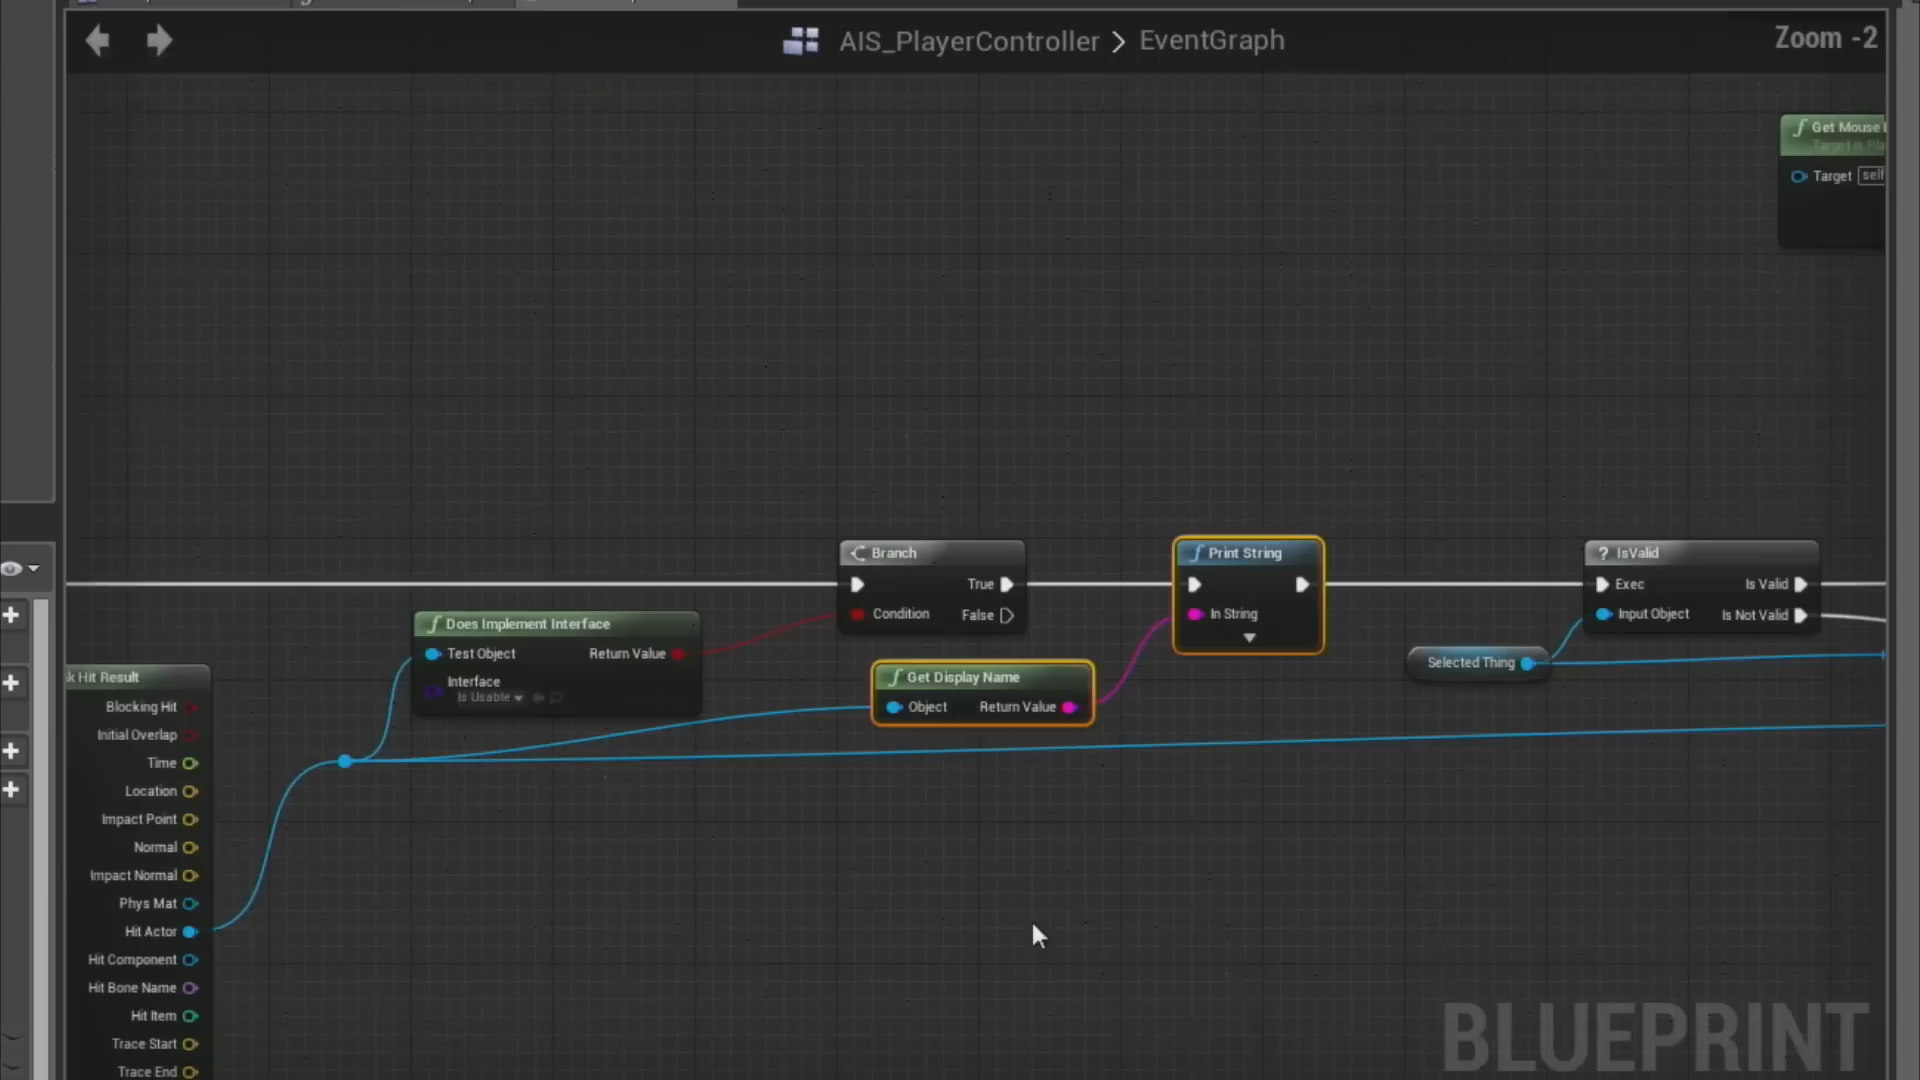 AIS_PlayerController > EventGraph
Zoom -2
Get Mouse
Target
self
Branch
True
Condition
False
Print String
In String
IsValid
Exec
Is Valid
Input Object
Is Not Valid
Does Implement Interface
Test Object
Return Value
Interface
Is Usable
Selected Thing
Get Display Name
Object
Return Value
k Hit Result
Blocking Hit
Initial Overlap
Time
Location
Impact Point
Normal
Impact Normal
Phys Mat
Hit Actor
Hit Component
Hit Bone Name
Hit Item
Trace Start
Trace End
BLUEPRINT